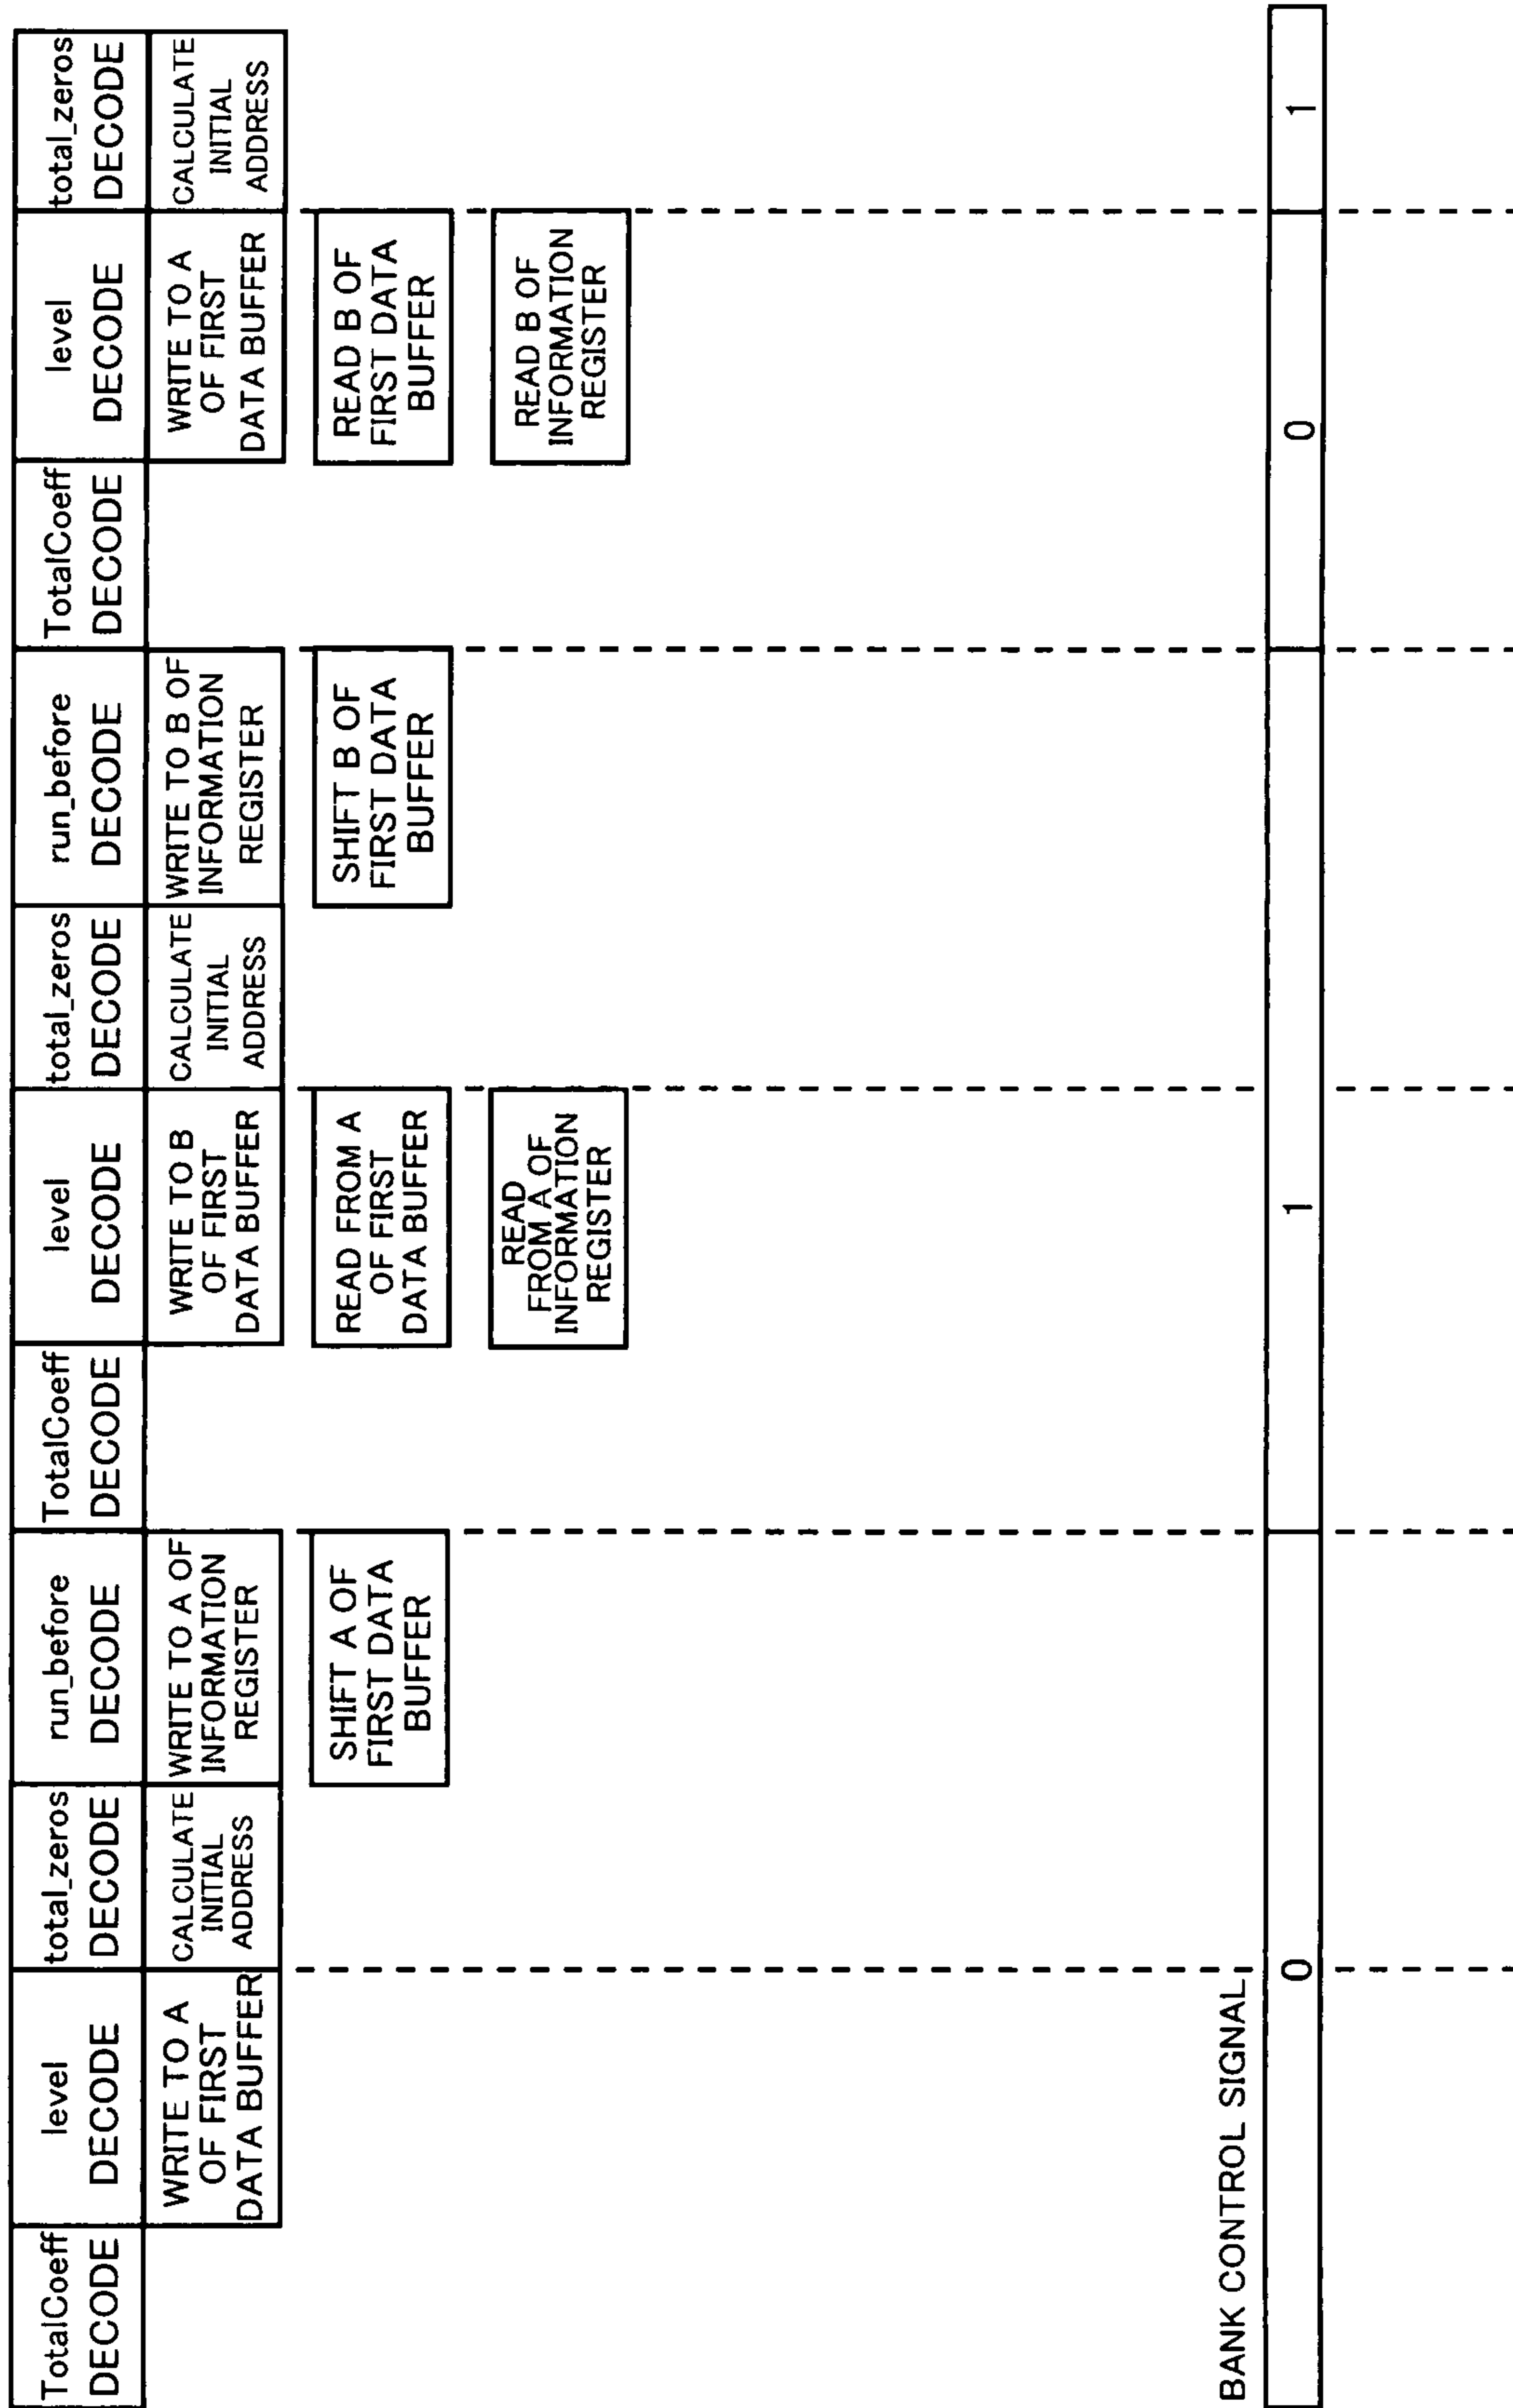 TotalCoeff
DECODE
level
DECODE
total_zeros
DECODE
run_before
DECODE
TotalCoeff
DECODE
level
DECODE
total_zeros
DECODE
run_before
DECODE
TotalCoeff
DECODE
level
DECODE
total_zeros
DECODE
WRITE TO A
OF FIRST
DATA BUFFER
CALCULATE
INITIAL
ADDRESS
WRITE TO A OF
INFORMATION
REGISTER
WRITE TO B
OF FIRST
DATA BUFFER
CALCULATE
INITIAL
ADDRESS
WRITE TO B OF
INFORMATION
REGISTER
WRITE TO A
OF FIRST
DATA BUFFER
CALCULATE
INITIAL
ADDRESS
SHIFT A OF
FIRST DATA
BUFFER
READ FROM A
OF FIRST
DATA BUFFER
SHIFT B OF
FIRST DATA
BUFFER
READ B OF
FIRST DATA
BUFFER
READ
FROM A OF
INFORMATION
REGISTER
READ B OF
INFORMATION
REGISTER
BANK CONTROL SIGNAL
0
1
0
1